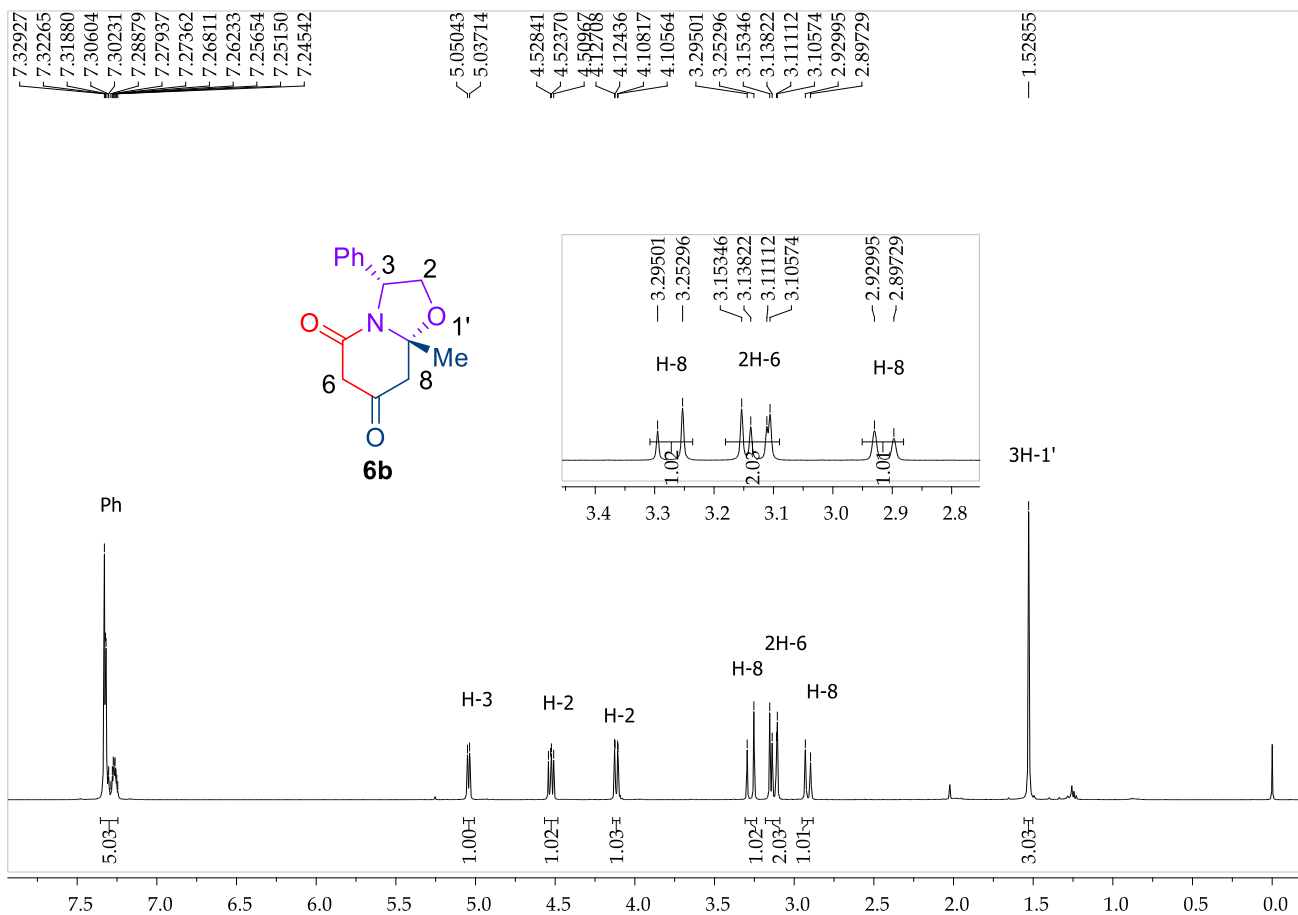 7.32927
7.32265
7.31880
7.30604
7.30231
7.28879
7.27937
7.27362
7.26811
7.26233
7.25654
7.25150
7.24542
5.05043
5.03714
4.52841
4.52370
4.50967
4.12708
4.12436
4.10817
4.10564
3.29501
3.25296
3.15346
3.13822
3.11112
3.10574
2.92995
2.89729
1.52855
Ph
3
2
N
O
1'
O
Me
6
8
O
6b
3.29501
3.25296
3.15346
3.13822
3.11112
3.10574
2.92995
2.89729
H-8
2H-6
H-8
1.02
2.03
1.01
3.4 3.3 3.2 3.1 3.0 2.9 2.8
3H-1'
Ph
H-3
H-2
H-2
H-8
2H-6
H-8
5.03
1.00
1.02
1.03
1.02
2.03
1.01
3.03
7.5 7.0 6.5 6.0 5.5 5.0 4.5 4.0 3.5 3.0 2.5 2.0 1.5 1.0 0.5 0.0